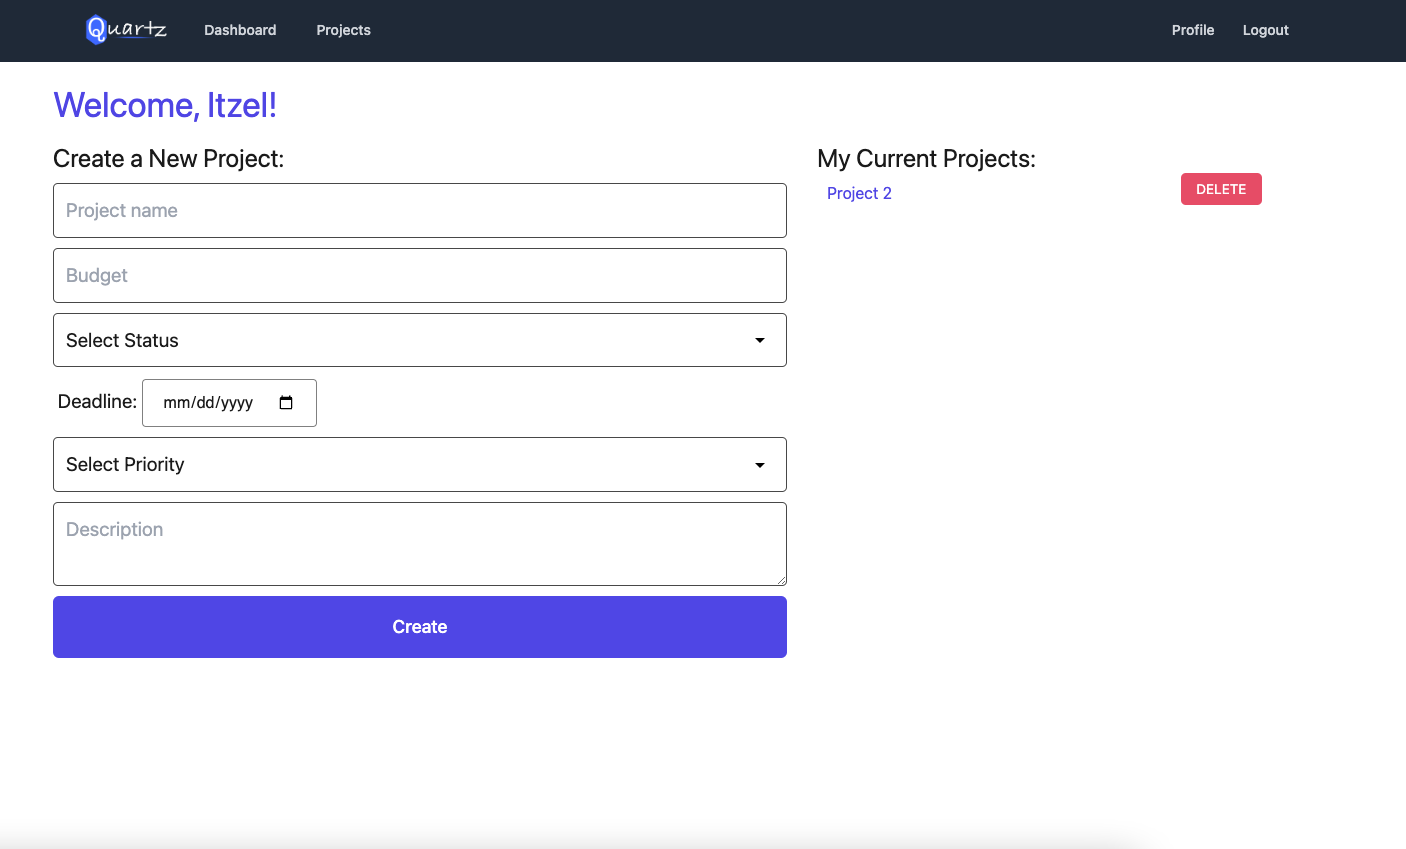 Quartz Dashboard Projects Profile Logout
Welcome, Itzel!
Create a New Project:
Project name
Budget
Select Status
Deadline: mm/dd/yyyy
Select Priority
Description
Create
My Current Projects:
Project 2 DELETE